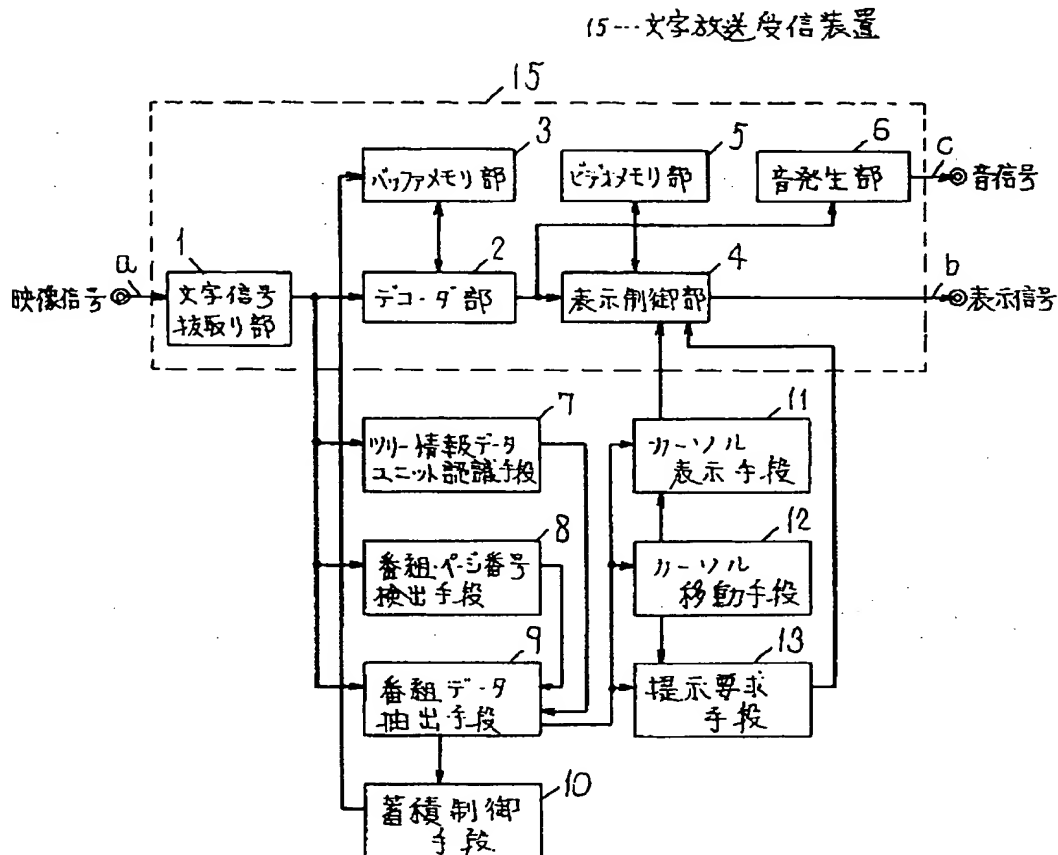 15---文字放送受信装置
15
3
5
6
バッファメモリ部
ビデオメモリ部
音発生部
c
音信号
1
2
4
a
b
映像信号
文字信号
抜取り部
デコーダ部
表示制御部
表示信号
7
11
ツリー情報データ
ユニット認識手段
カーソル
表示手段
8
12
番組・ページ番号
検出手段
カーソル
移動手段
9
13
番組データ
抽出手段
提示要求
手段
10
蓄積制御
手段